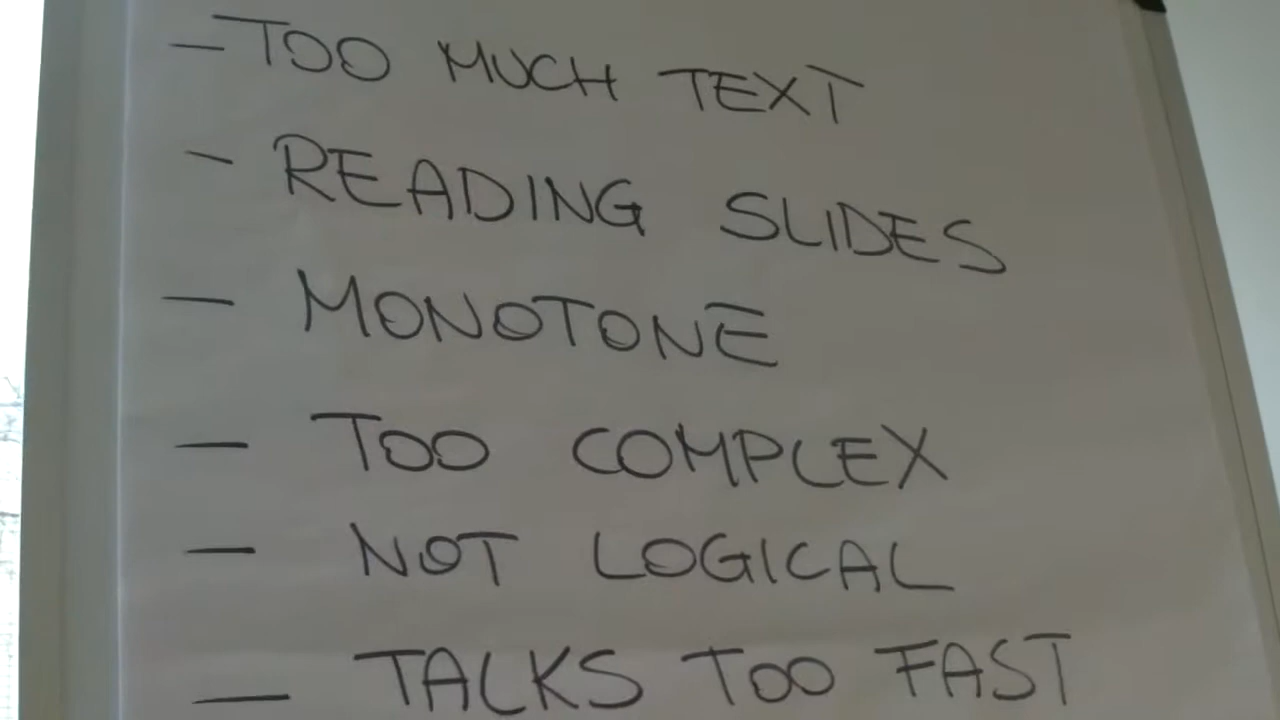 - TOO MUCH TEXT
- READING SLIDES
- MONOTONE
- TOO COMPLEX
- NOT LOGICAL
- TALKS TOO FAST